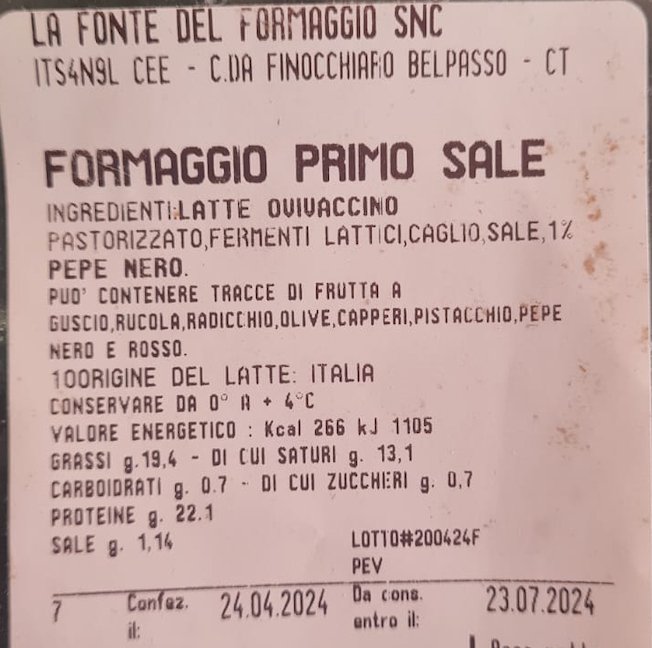 LA FONTE DEL FORMAGGIO SNC
ITS4N9L CEE - C.DA FINOCCHIARO BELPASSO - CT
FORMAGGIO PRIMO SALE
INGREDIENTI:LATTE OVIVACCINO
PASTORIZZATO,FERMENTI LATTICI,CAGLIO,SALE,1%
PEPE NERO.
PUO' CONTENERE TRACCE DI FRUTTA A
GUSCIO,RUCOLA,RADICCHIO,OLIVE,CAPPERI,PISTACCHIO,PEPE
NERO E ROSSO.
100RIGINE DEL LATTE: ITALIA
CONSERVARE DA 0° A + 4°C
VALORE ENERGETICO : Kcal 266 kJ 1105
GRASSI g.19,4 - DI CUI SATURI g. 13,1
CARBOIDRATI g. 0.7 - DI CUI ZUCCHERI g. 0,7
PROTEINE g. 22.1
SALE g. 1,14 LOTTO#200424F
PEV
7 Confez. il: 24.04.2024 Da cons. entro il: 23.07.2024